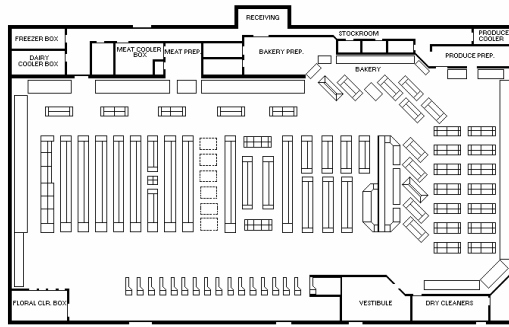 RECEIVING
STOCKROOM
PRODUCE
COOLER
FREEZER BOX
MEAT COOLER
BOX
MEAT PREP.
BAKERY PREP.
PRODUCE PREP.
DAIRY
COOLER BOX
BAKERY
FLORAL CLR. BOX
VESTIBULE
DRY CLEANERS